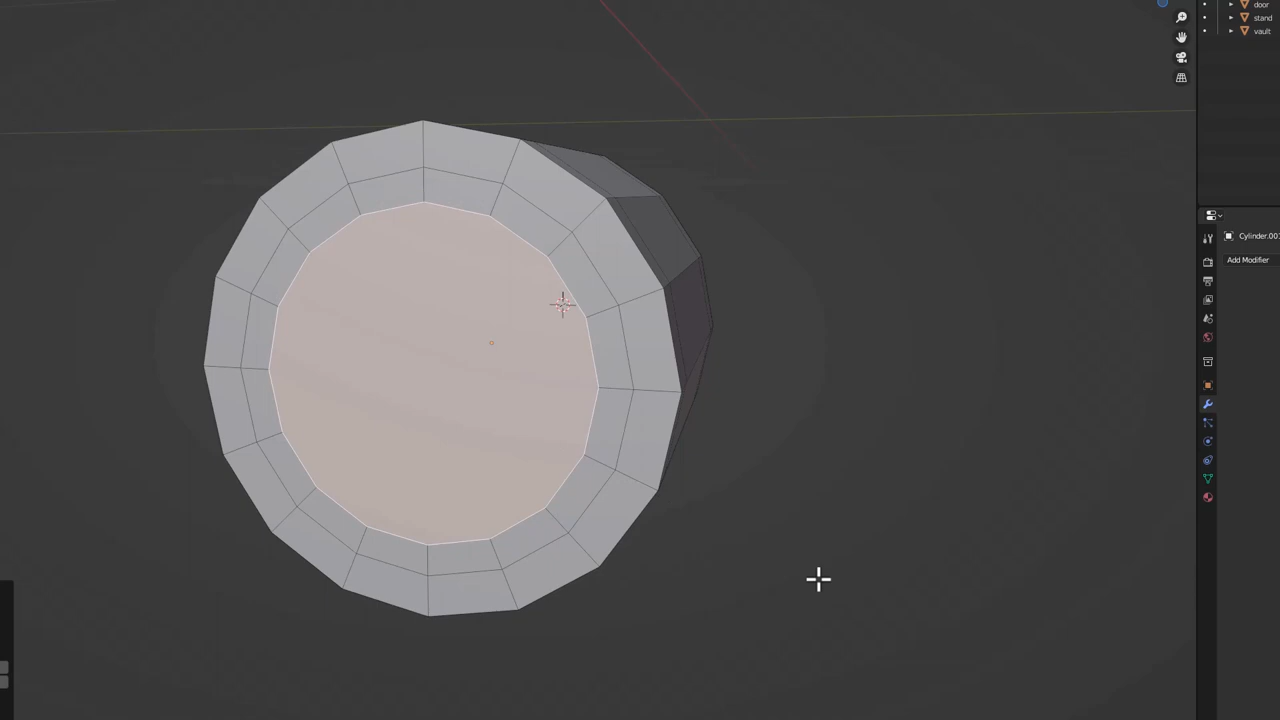 door
stand
vault
Cylinder.00
Add Modifier